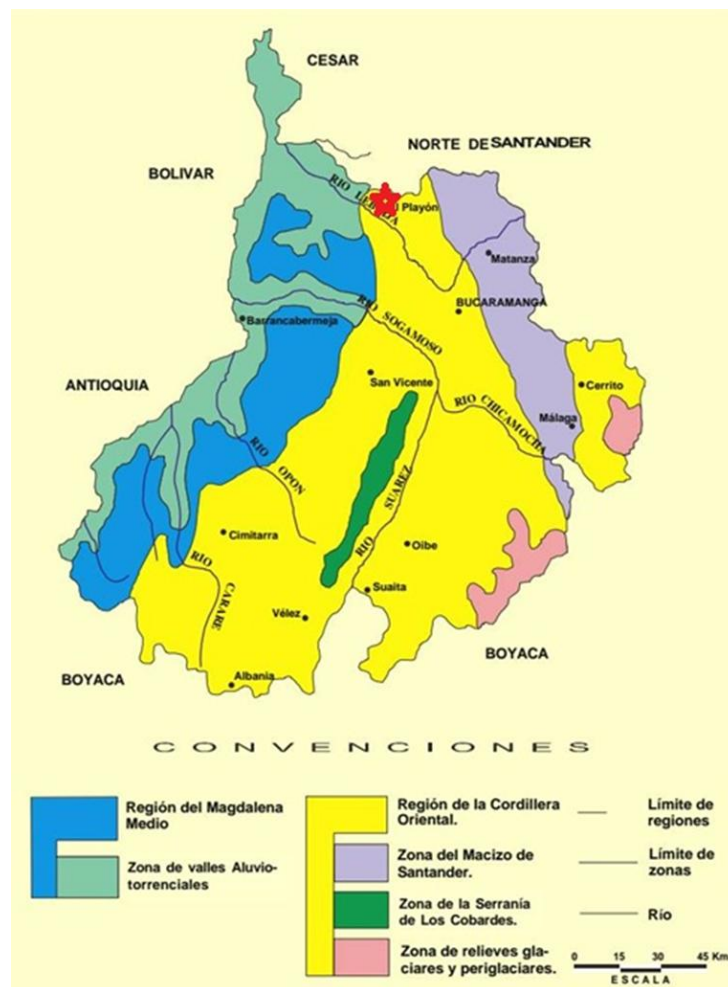 CESAR
NORTE DE SANTANDER
BOLIVAR
RIO LEBRIJA
l Playón
Matanza
BUCARAMANGA
RIO SOGAMOSO
Barrancabermeja
ANTIOQUIA
San Vicente
RIO CHICAMOCHA
Cerrito
Málaga
RIO OPON
RIO SUAREZ
Cimitarra
Oibe
RIO CARARE
Suaita
Vélez
BOYACA
BOYACA
Albania
CONVENCIONES
Región del Magdalena
Medio
Zona de valles Aluvio-
torrenciales
Región de la Cordillera
Oriental.
Zona del Macizo de
Santander.
Zona de la Serranía
de Los Cobardes.
Zona de relieves gla-
ciares y periglaciares.
Límite de
regiones
Límite de
zonas
Río
0 15 30 45 Km
ESCALA